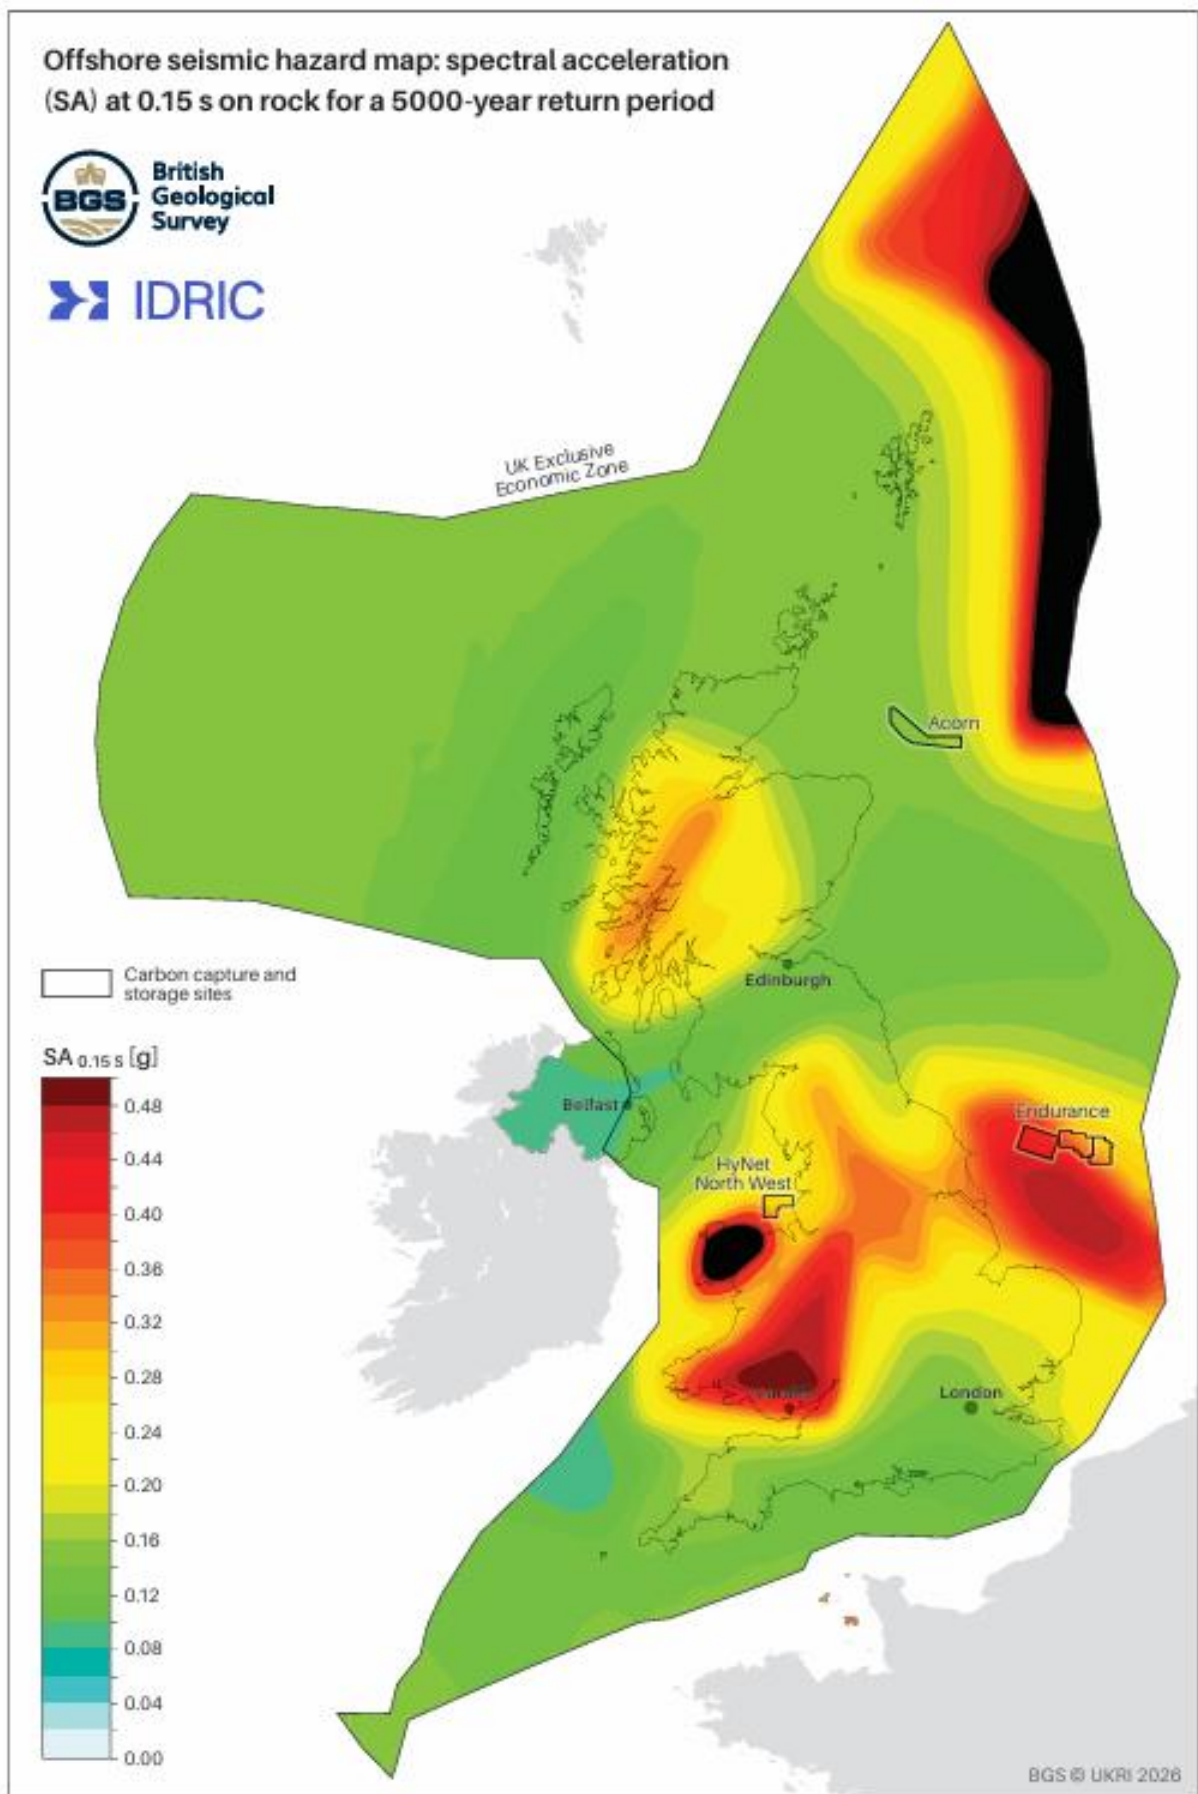 Offshore seismic hazard map: spectral acceleration
(SA) at 0.15 s on rock for a 5000-year return period
BGS
British
Geological
Survey
IDRIC
UK Exclusive
Economic Zone
Acorn
Carbon capture and
storage sites
Edinburgh
SA 0.15 s [g]
0.48
0.44
0.40
0.36
0.32
0.28
0.24
0.20
0.16
0.12
0.08
0.04
0.00
Belfast
Endurance
HyNet
North West
Cardiff
London
BGS © UKRI 2026